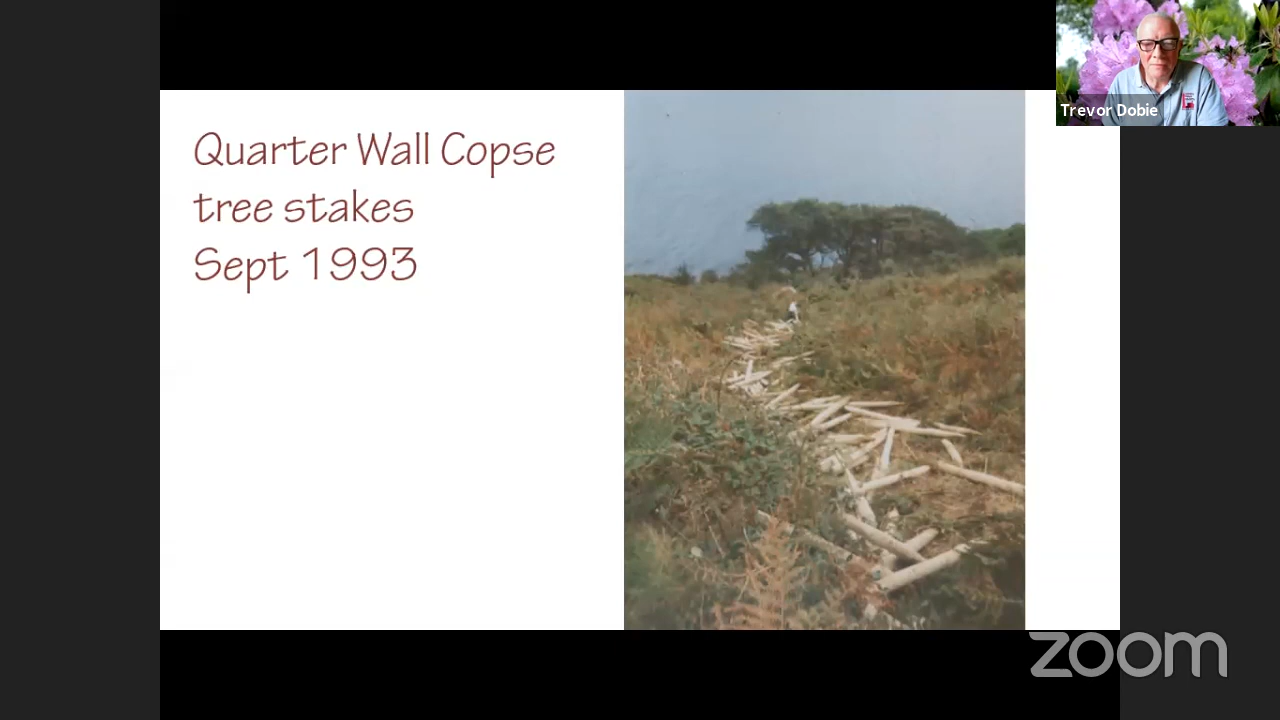 Quarter Wall Copse
tree stakes
Sept 1993
Trevor Dobie
zoom